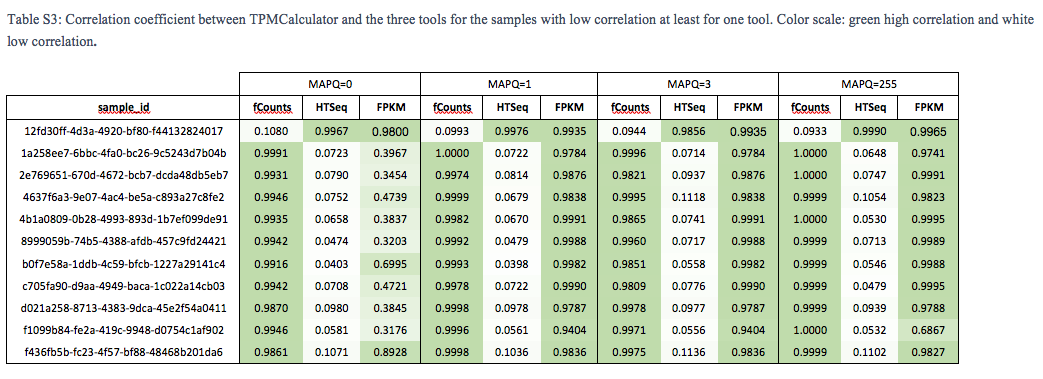 Table S3: Correlation coefficient between TPMCalculator and the three tools for the samples with low correlation at least for one tool. Color scale: green high correlation and white
low correlation.
MAPQ=0 MAPQ=1 MAPQ=3 MAPQ=255
sample_id fCounts HTSeq FPKM fCounts HTSeq FPKM fCounts HTSeq FPKM fCounts HTSeq FPKM
12fd30ff-4d3a-4920-bf80-f44132824017 0.1080 0.9967 0.9800 0.0993 0.9976 0.9935 0.0944 0.9856 0.9935 0.0933 0.9990 0.9965
1a258ee7-6bbc-4fa0-bc26-9c5243d7b04b 0.9991 0.0723 0.3967 1.0000 0.0722 0.9784 0.9996 0.0714 0.9784 1.0000 0.0648 0.9741
2e769651-670d-4672-bcb7-dcda48db5eb7 0.9931 0.0790 0.3454 0.9974 0.0814 0.9876 0.9821 0.0937 0.9876 1.0000 0.0747 0.9991
4637f6a3-9e07-4ac4-be5a-c893a27c8fe2 0.9946 0.0752 0.4739 0.9999 0.0679 0.9838 0.9995 0.1118 0.9838 0.9999 0.1054 0.9823
4b1a0809-0b28-4993-893d-1b7ef099de91 0.9935 0.0658 0.3837 0.9982 0.0670 0.9991 0.9865 0.0741 0.9991 1.0000 0.0530 0.9995
8999059b-74b5-4388-afdb-457c9fd24421 0.9942 0.0474 0.3203 0.9992 0.0479 0.9988 0.9960 0.0717 0.9988 0.9999 0.0713 0.9989
b0f7e58a-1ddb-4c59-bfcb-1227a29141c4 0.9916 0.0403 0.6995 0.9993 0.0398 0.9982 0.9851 0.0558 0.9982 0.9999 0.0546 0.9988
c705fa90-d9aa-4949-baca-1c022a14cb03 0.9942 0.0708 0.4721 0.9978 0.0722 0.9990 0.9809 0.0776 0.9990 0.9999 0.0479 0.9995
d021a258-8713-4383-9dca-45e2f54a0411 0.9870 0.0980 0.3845 0.9998 0.0978 0.9787 0.9978 0.0977 0.9787 0.9999 0.0939 0.9788
f1099b84-fe2a-419c-9948-d0754c1af902 0.9946 0.0581 0.3176 0.9996 0.0561 0.9404 0.9971 0.0556 0.9404 1.0000 0.0532 0.6867
f436fb5b-fc23-4f57-bf88-48468b201da6 0.9861 0.1071 0.8928 0.9998 0.1036 0.9836 0.9975 0.1136 0.9836 0.9999 0.1102 0.9827